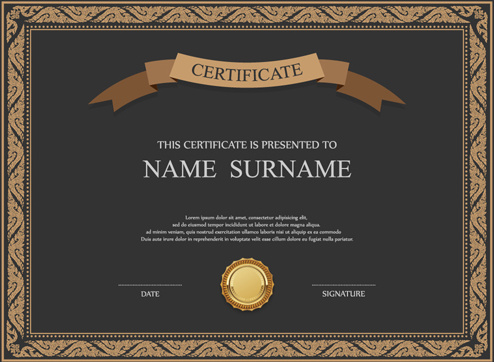 CERTIFICATE
THIS CERTIFICATE IS PRESENTED TO
NAME SURNAME
Lorem ipsum dolor sit amet, consectetur adipisicing elit,
sed do eiusmod tempor incididunt ut labore et dolore magna aliqua. Ut enim
ad minim veniam, quis nostrud exercitation ullamco laboris nisi ut aliquip ex ea commodo
Duis aute irure dolor in reprehenderit in voluptate velit esse cillum dolore eu fugiat nulla pariatur.
DATE
SIGNATURE